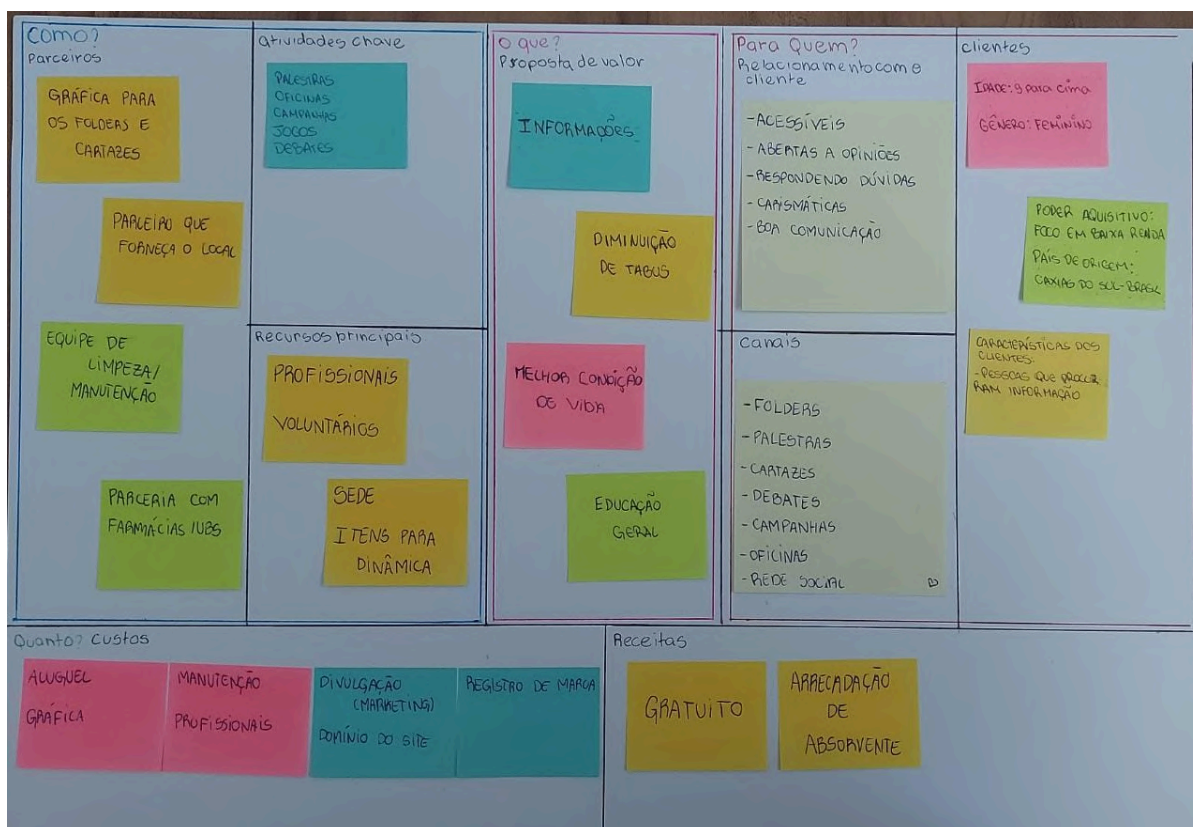 Como?
Parceiros
GRÁFICA PARA
OS FOLDERS E
CARTAZES
PARCEIRO QUE
FORNEÇA O LOCAL
EQUIPE DE
LIMPEZA/
MANUTENÇÃO
PARCERIA COM
FARMÁCIAS/UBS
atividades chave
PALESTRAS
OFICINAS
CAMPANHAS
JOGOS
DEBATES
Recursos principais
PROFISSIONAIS
VOLUNTÁRIOS
SEDE
ITENS PARA
DINÂMICA
O que?
Proposta de valor
INFORMAÇÕES
DIMINUIÇÃO
DE TABUS
MELHOR CONDIÇÃO
DE VIDA
EDUCAÇÃO
GERAL
Para Quem?
Relacionamento com o
cliente
-ACESSÍVEIS
-ABERTAS A OPINIÕES
-RESPONDENDO DÚVIDAS
-CARISMÁTICAS
-BOA COMUNICAÇÃO
Canais
-FOLDERS
-PALESTRAS
-CARTAZES
-DEBATES
-CAMPANHAS
-OFICINAS
-REDE SOCIAL
clientes
IDADE: 9 para cima
GÊNERO: FEMININO
PODER AQUISITIVO:
FOCO EM BAIXA RENDA
PAÍS DE ORIGEM:
CAXIAS DO SUL-BRASIL
CARACTERÍSTICAS DOS
CLIENTES:
-PESSOAS QUE PROCU
RAM INFORMAÇÃO
Quanto? Custos
ALUGUEL
GRÁFICA
MANUTENÇÃO
PROFISSIONAIS
DIVULGAÇÃO
(MARKETING)
DOMÍNIO DO SITE
REGISTRO DE MARCA
Receitas
GRATUITO
ARRECADAÇÃO
DE
ABSORVENTE